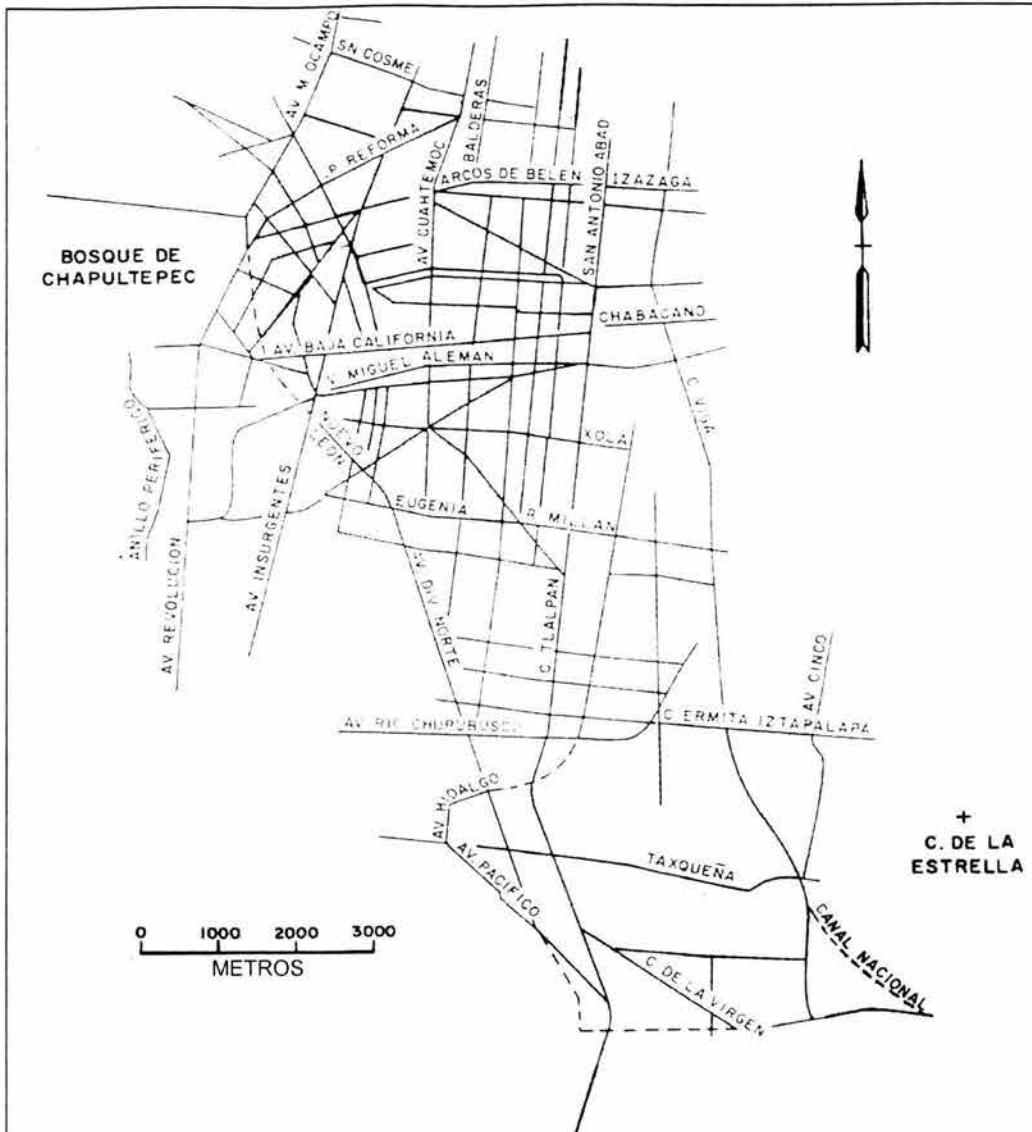 AV. M. OCAMPO
SN COSME
P. REFORMA
BALDERAS
AV CUAHTEMOC
ARCOS DE BELEN
IZAZAGA
SAN ANTONIO ABAD
BOSQUE DE
CHAPULTEPEC
CHABACANO
AV. BAJA CALIFORNIA
V. MIGUEL ALEMAN
C. VIGA
ANILLO PERIFERICO
NUEVO
LEON
XOLA
AV INSURGENTES
EUGENIA
R. MILLAN
AV REVOLUCION
AV. DIV. NORTE
C. TLALPAN
AV CINCO
AV. RIO CHURUBUSCO
C. ERMITA IZTAPALAPA
AV HIDALGO
+
C. DE LA
ESTRELLA
TAXQUEÑA
AV. PACIFICO
CANAL NACIONAL
0 1000 2000 3000
METROS
C. DE LA VIRGEN